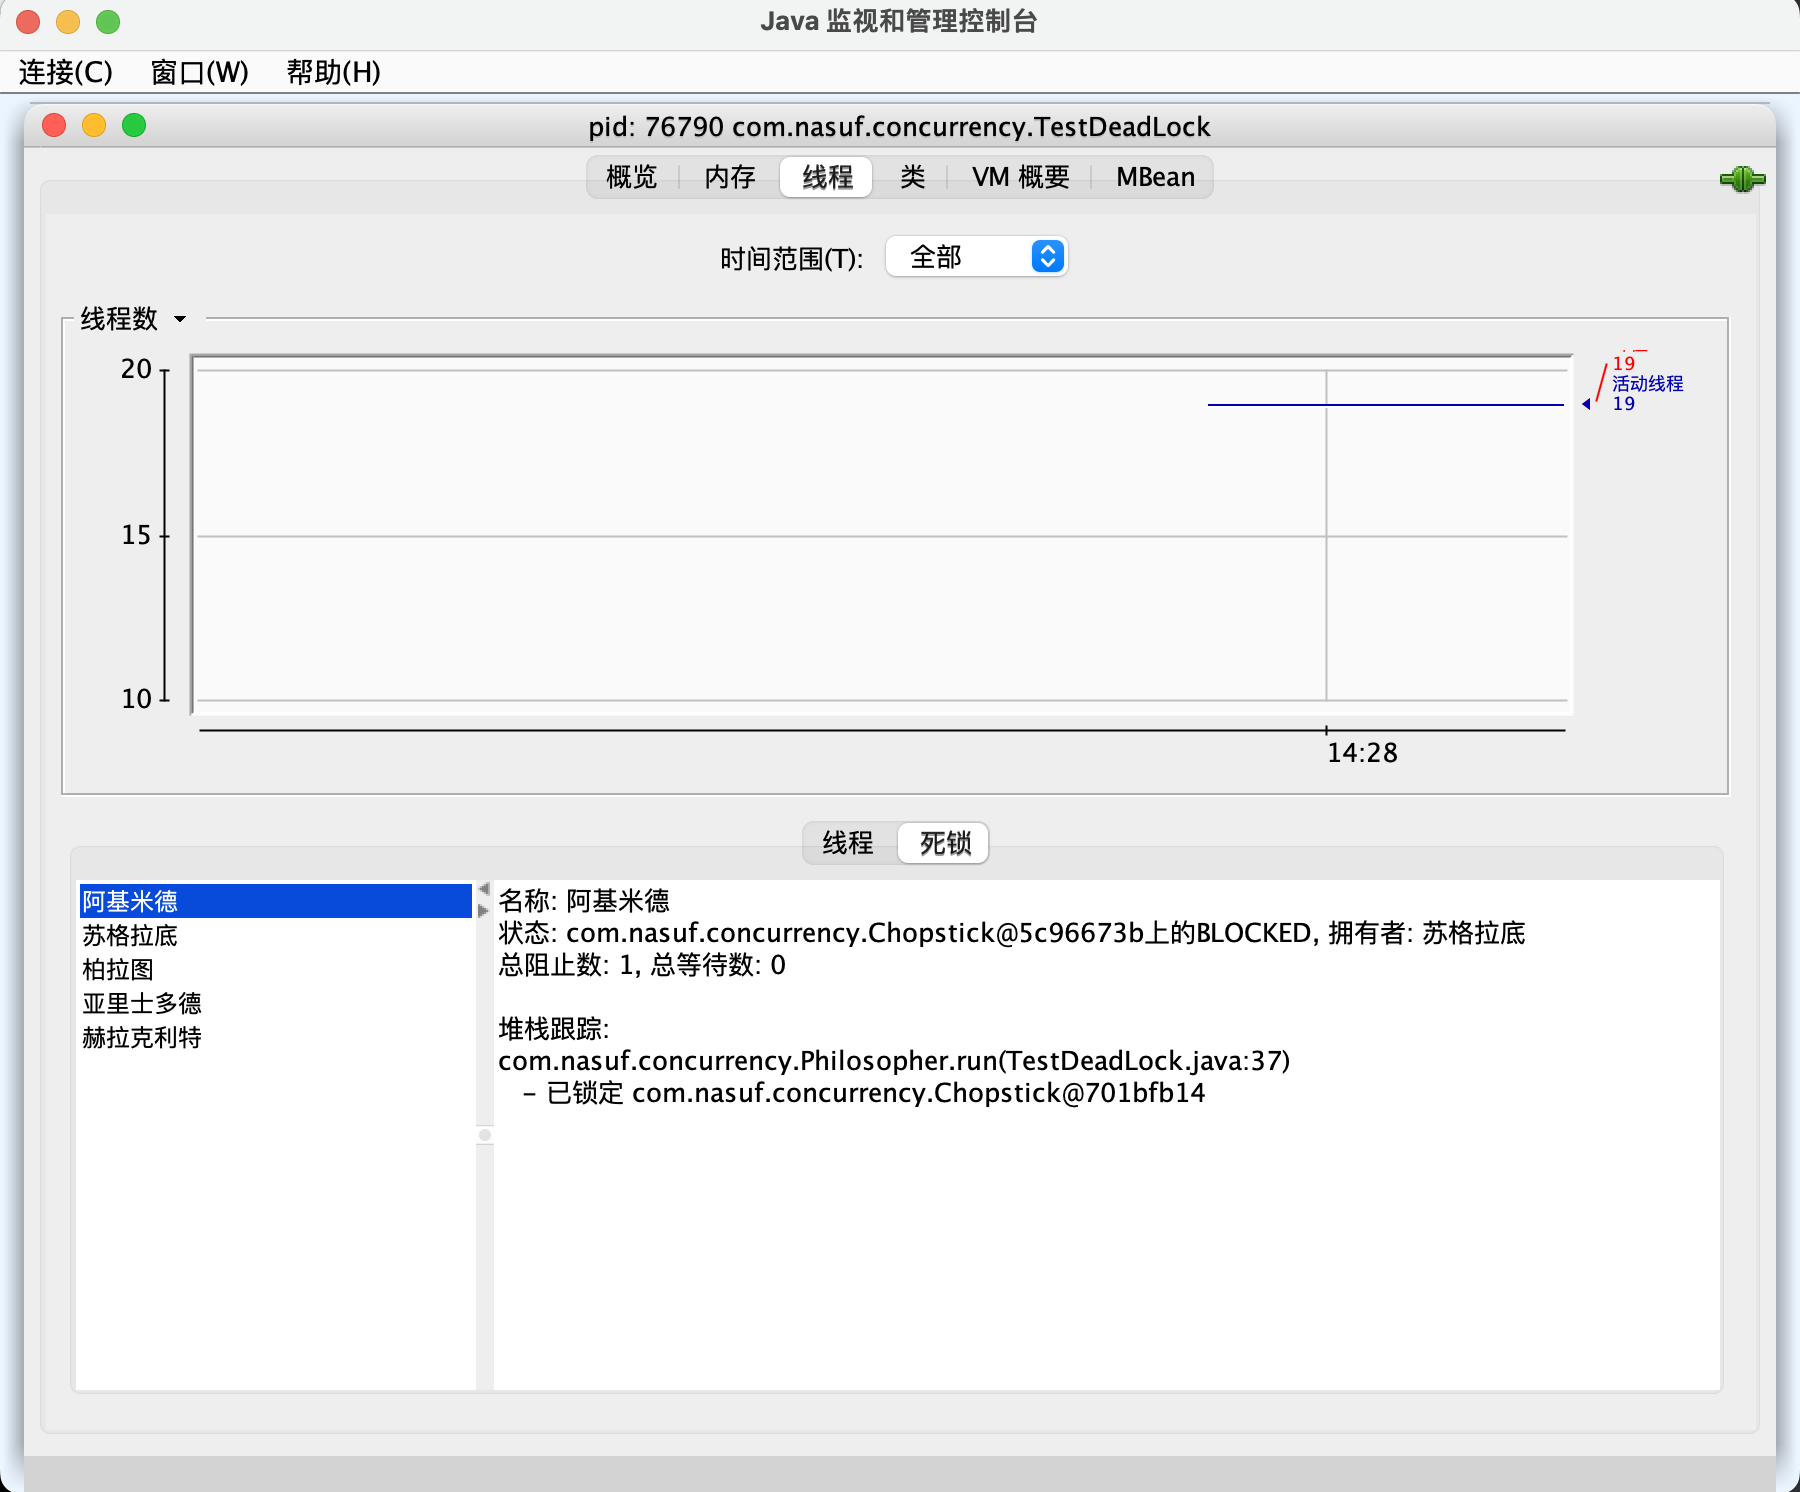 Java 监视和管理控制台
连接(C) 窗口(W) 帮助(H)
pid: 76790 com.nasuf.concurrency.TestDeadLock
概览 内存 线程 类 VM 概要 MBean
时间范围(T): 全部
线程数
20
15
10
19
活动线程
19
14:28
线程 死锁
阿基米德
苏格拉底
柏拉图
亚里士多德
赫拉克利特
名称: 阿基米德
状态: com.nasuf.concurrency.Chopstick@5c96673b上的BLOCKED, 拥有者: 苏格拉底
总阻止数: 1, 总等待数: 0
堆栈跟踪:
com.nasuf.concurrency.Philosopher.run(TestDeadLock.java:37)
- 已锁定 com.nasuf.concurrency.Chopstick@701bfb14